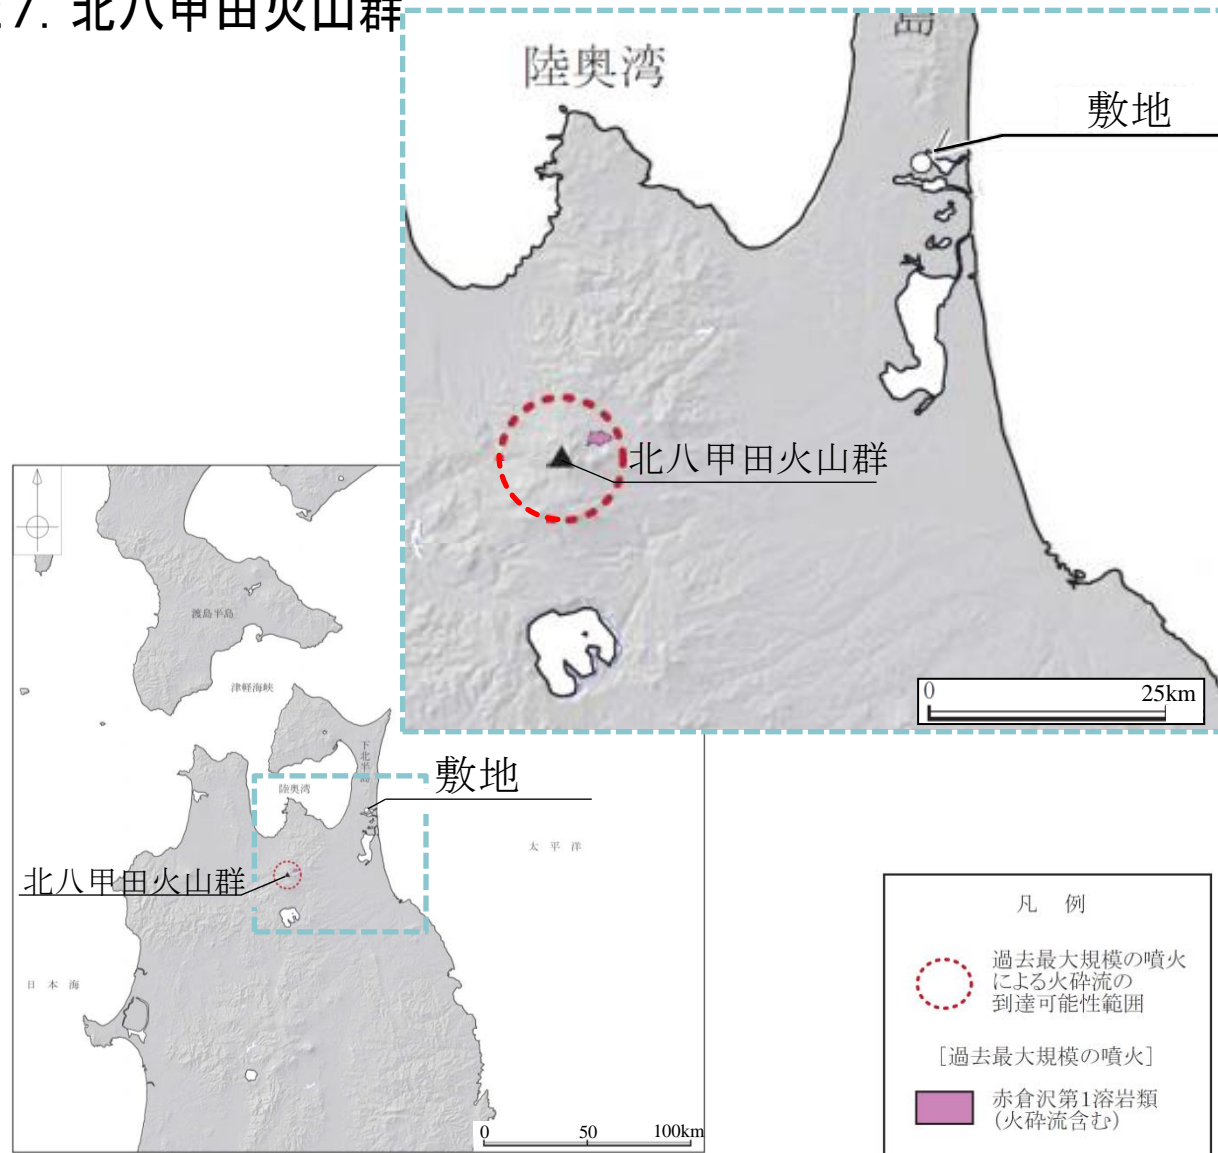 7. 北八甲田火山群
島
陸奥湾
敷地
北八甲田火山群
0 25km
渡島半島
津軽海峡
下北半島
陸奥湾
敷地
太平洋
北八甲田火山群
日本海
0 50 100km
凡例
過去最大規模の噴火
による火砕流の
到達可能性範囲
[過去最大規模の噴火]
赤倉沢第1溶岩類
(火砕流含む)